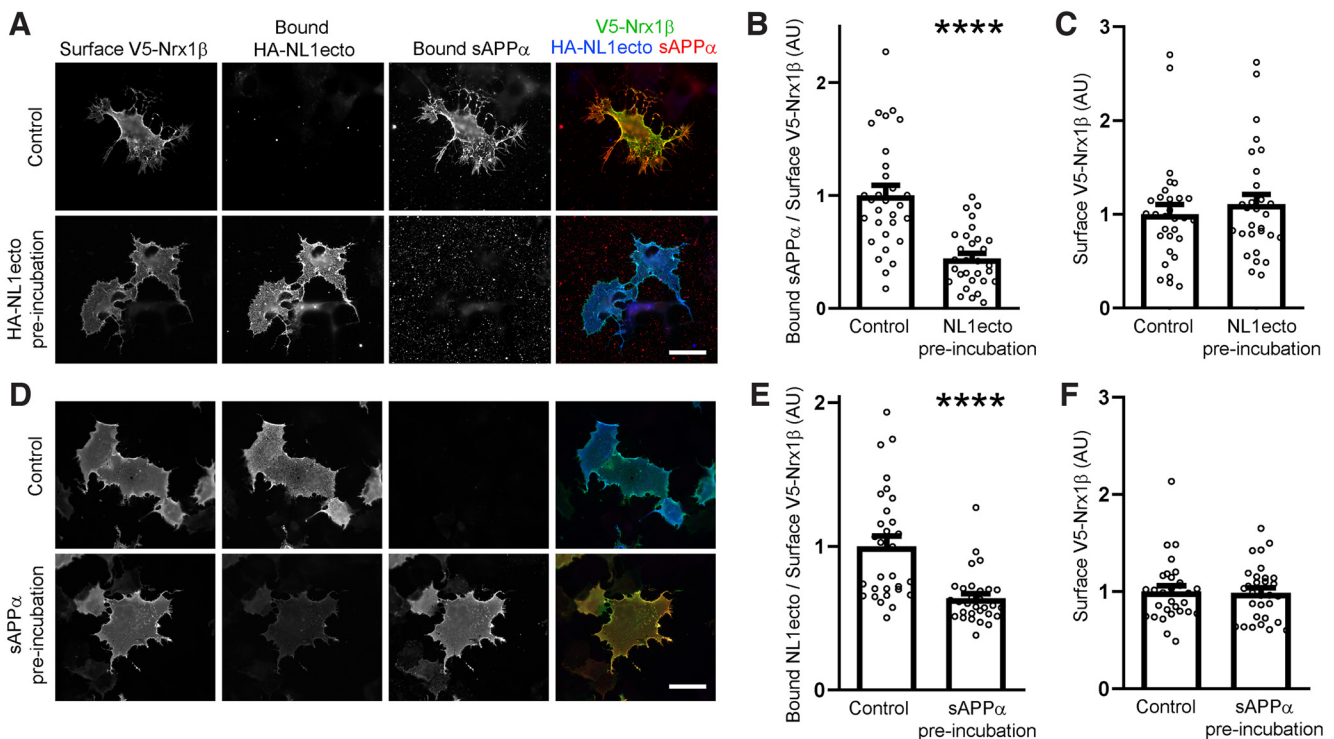 A
Surface V5-Nrx1β
Bound
HA-NL1ecto
Bound sAPPα
V5-Nrx1β
HA-NL1ecto sAPPα
Control
HA-NL1ecto
pre-incubation
B
Bound sAPPα / Surface V5-Nrx1β (AU)
2
1
0
****
Control
NL1ecto
pre-incubation
C
Surface V5-Nrx1β (AU)
3
2
1
0
Control
NL1ecto
pre-incubation
D
Control
sAPPα
pre-incubation
E
Bound NL1ecto / Surface V5-Nrx1β (AU)
2
1
0
****
Control
sAPPα
pre-incubation
F
Surface V5-Nrx1β (AU)
3
2
1
0
Control
sAPPα
pre-incubation